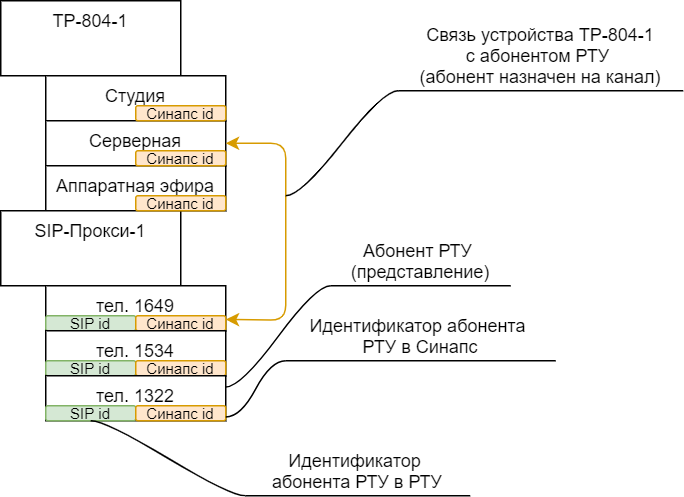 ТР-804-1
Связь устройства ТР-804-1
с абонентом РТУ
(абонент назначен на канал)
Студия
Синапс id
Серверная
Синапс id
Аппаратная эфира
Синапс id
SIP-Прокси-1
Абонент РТУ
(представление)
тел. 1649
SIP id Синапс id
Идентификатор абонента
РТУ в Синапс
тел. 1534
SIP id Синапс id
тел. 1322
SIP id Синапс id
Идентификатор
абонента РТУ в РТУ